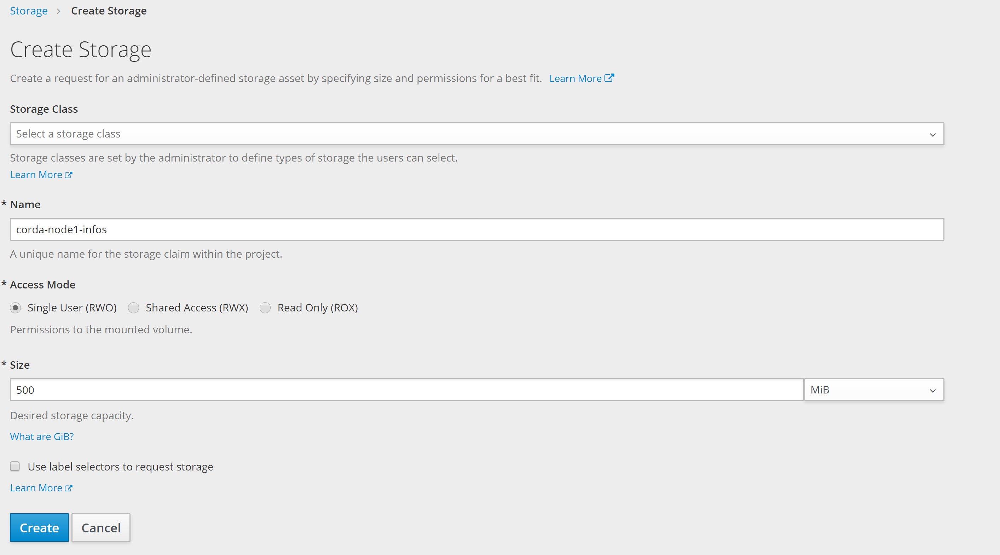 Storage > Create Storage
Create Storage
Create a request for an administrator-defined storage asset by specifying size and permissions for a best fit. Learn More
Storage Class
Select a storage class
Storage classes are set by the administrator to define types of storage the users can select.
Learn More
* Name
corda-node1-infos
A unique name for the storage claim within the project.
* Access Mode
Single User (RWO) Shared Access (RWX) Read Only (ROX)
Permissions to the mounted volume.
* Size
500 MiB
Desired storage capacity.
What are GiB?
Use label selectors to request storage
Learn More
Create Cancel